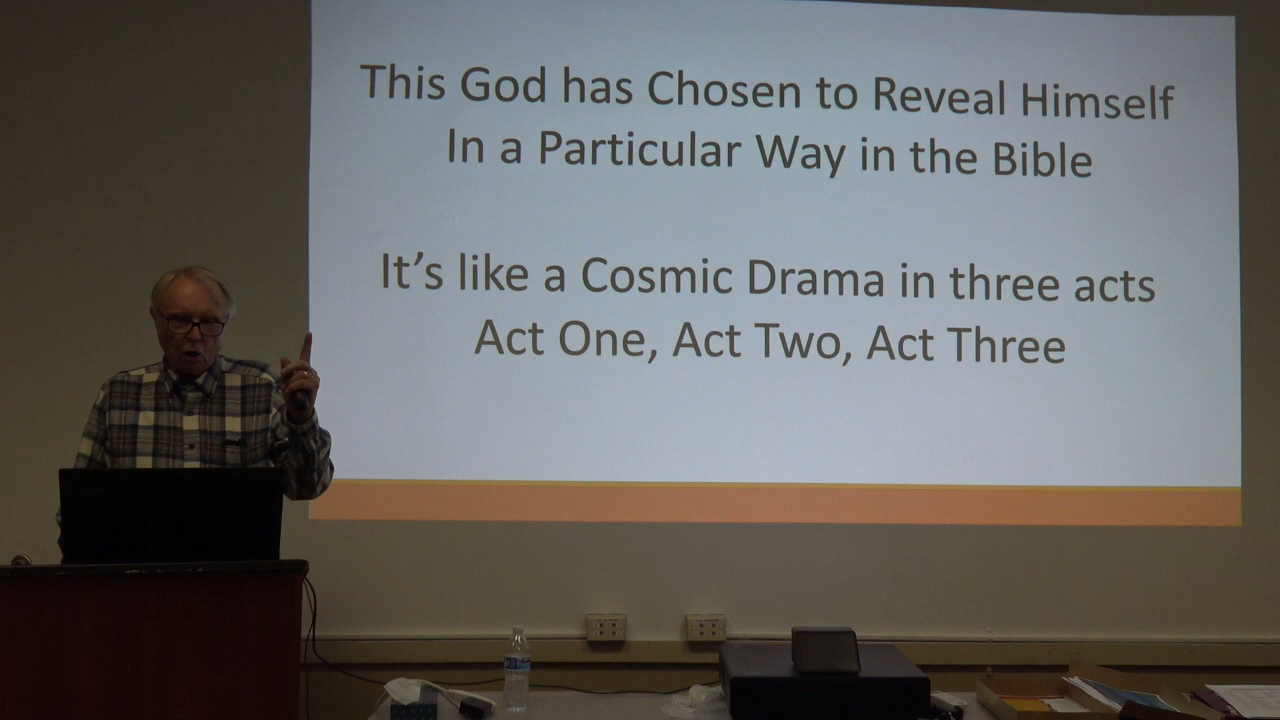 This God has Chosen to Reveal Himself
In a Particular Way in the Bible
It's like a Cosmic Drama in three acts
Act One, Act Two, Act Three